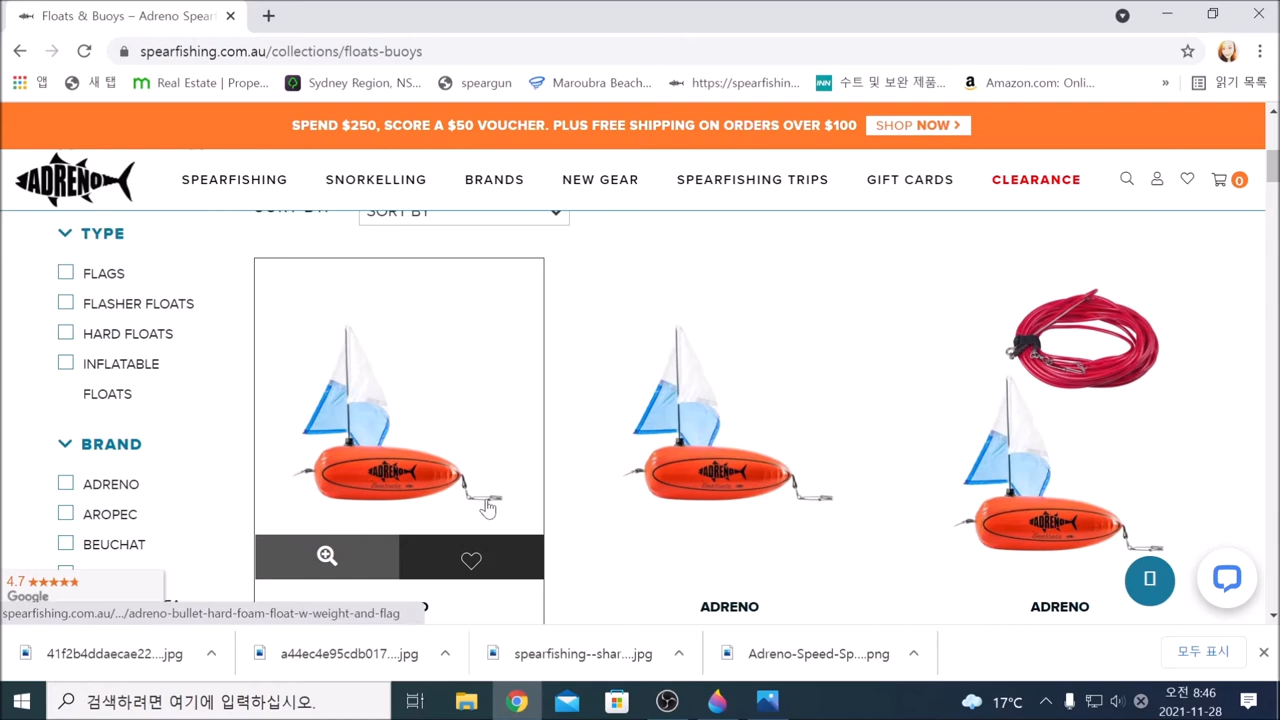 Floats & Buoys – Adreno Spearf
spearfishing.com.au/collections/floats-buoys
앱
새 탭
Real Estate | Prope...
Sydney Region, NS...
speargun
Maroubra Beach...
https://spearfishin...
수트 및 보완 제품...
Amazon.com: Onli...
»
읽기 목록
SPEND $250, SCORE A $50 VOUCHER. PLUS FREE SHIPPING ON ORDERS OVER $100
SHOP NOW >
ADRENO
SPEARFISHING
SNORKELLING
BRANDS
NEW GEAR
SPEARFISHING TRIPS
GIFT CARDS
CLEARANCE
0
SORT BY
TYPE
FLAGS
FLASHER FLOATS
HARD FLOATS
INFLATABLE
FLOATS
BRAND
ADRENO
AROPEC
BEUCHAT
ADRENO
ADRENO
ADRENO
ADRENO
ADRENO
4.7
Google
spearfishing.com.au/.../adreno-bullet-hard-foam-float-w-weight-and-flag
41f2b4ddaecae22....jpg
a44ec4e95cdb017....jpg
spearfishing--shar....jpg
Adreno-Speed-Sp....png
모두 표시
검색하려면 여기에 입력하십시오.
17°C
오전 8:46
2021-11-28